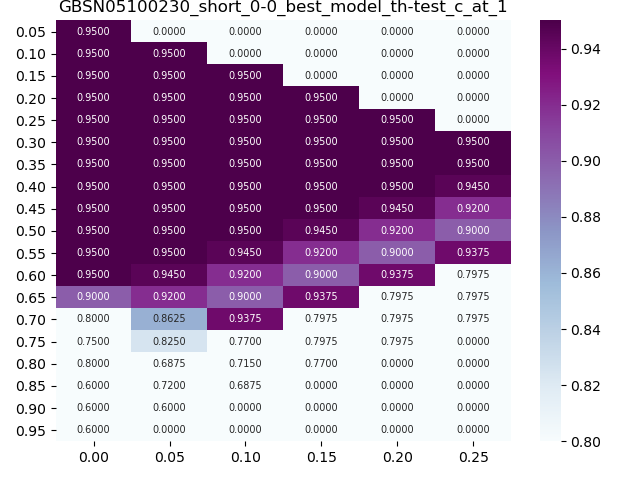 GBSN05100230_short_0-0_best_model_th-test_c_at_1
0.05 0.9500 0.0000 0.0000 0.0000 0.0000 0.0000
0.10 0.9500 0.9500 0.0000 0.0000 0.0000 0.0000
0.15 0.9500 0.9500 0.9500 0.0000 0.0000 0.0000
0.20 0.9500 0.9500 0.9500 0.9500 0.0000 0.0000
0.25 0.9500 0.9500 0.9500 0.9500 0.9500 0.0000
0.30 0.9500 0.9500 0.9500 0.9500 0.9500 0.9500
0.35 0.9500 0.9500 0.9500 0.9500 0.9500 0.9500
0.40 0.9500 0.9500 0.9500 0.9500 0.9500 0.9450
0.45 0.9500 0.9500 0.9500 0.9500 0.9450 0.9200
0.50 0.9500 0.9500 0.9500 0.9450 0.9200 0.9000
0.55 0.9500 0.9500 0.9450 0.9200 0.9000 0.9375
0.60 0.9500 0.9450 0.9200 0.9000 0.9375 0.7975
0.65 0.9000 0.9200 0.9000 0.9375 0.7975 0.7975
0.70 0.8000 0.8625 0.9375 0.7975 0.7975 0.7975
0.75 0.7500 0.8250 0.7700 0.7975 0.7975 0.0000
0.80 0.8000 0.6875 0.7150 0.7700 0.0000 0.0000
0.85 0.6000 0.7200 0.6875 0.0000 0.0000 0.0000
0.90 0.6000 0.6000 0.0000 0.0000 0.0000 0.0000
0.95 0.6000 0.0000 0.0000 0.0000 0.0000 0.0000
0.00 0.05 0.10 0.15 0.20 0.25
0.94
0.92
0.90
0.88
0.86
0.84
0.82
0.80